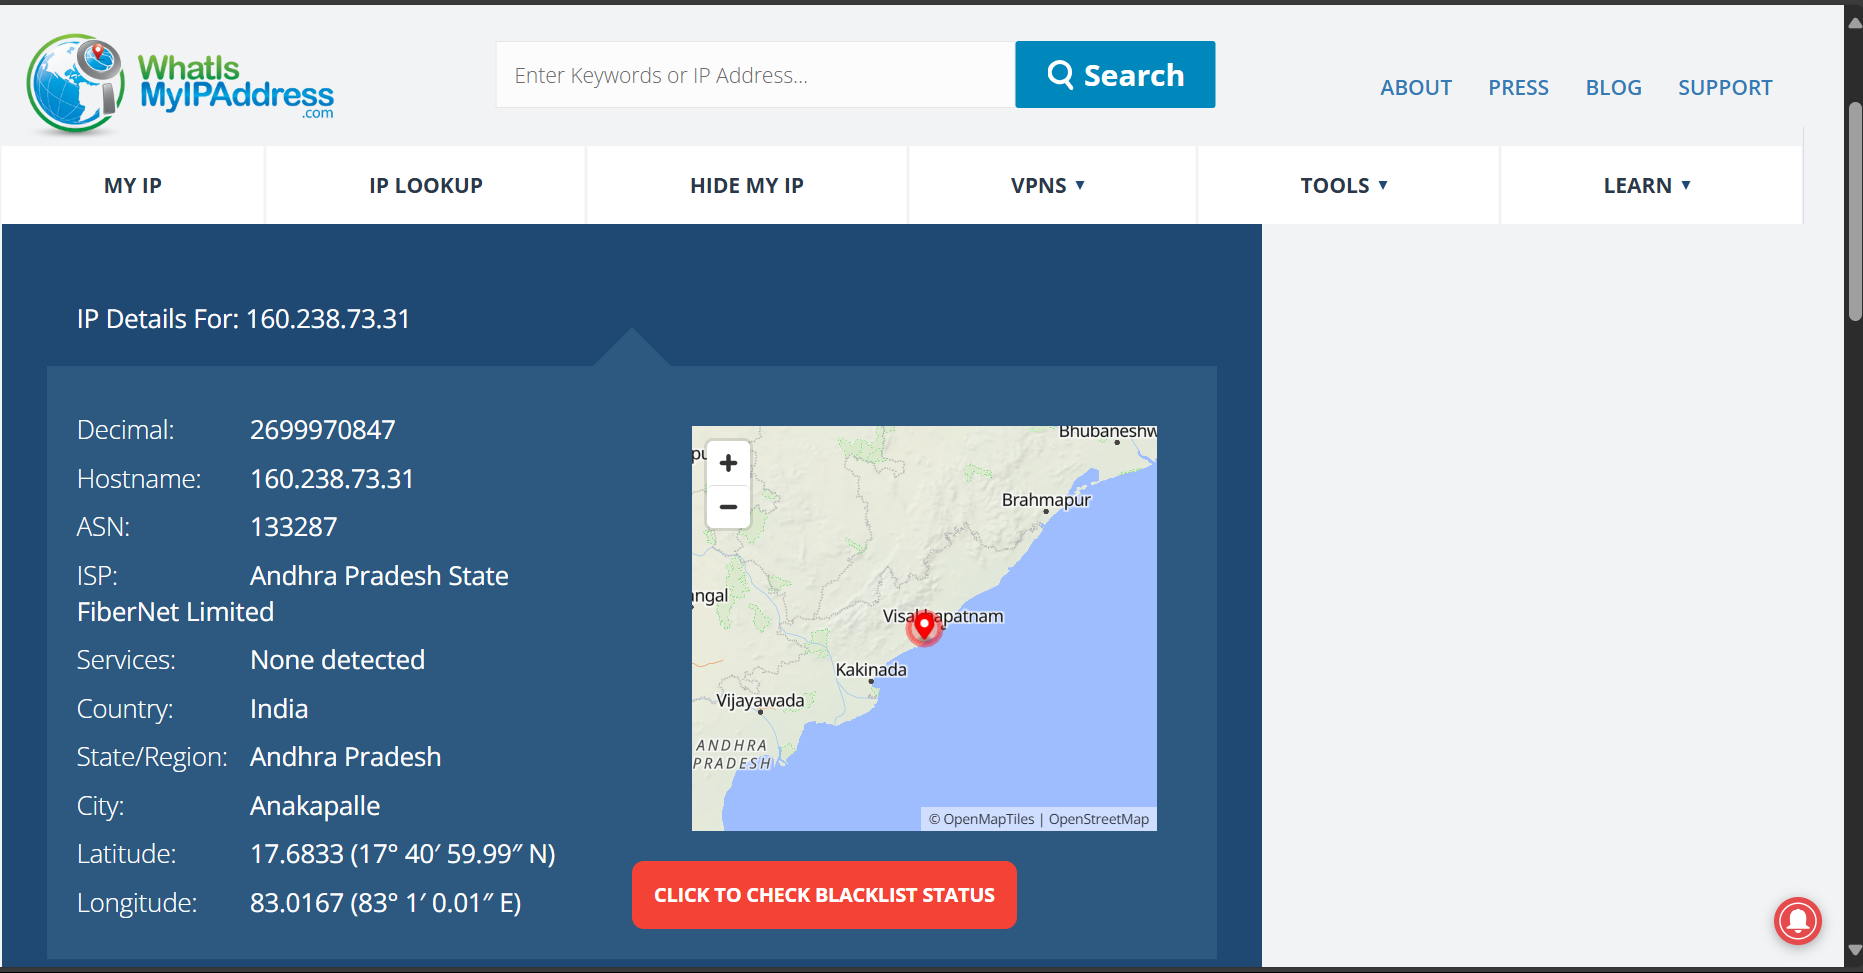 WhatIs
MyIPAddress
.com
Enter Keywords or IP Address...
Search
ABOUT PRESS BLOG SUPPORT
MY IP IP LOOKUP HIDE MY IP VPNS ▼ TOOLS ▼ LEARN ▼
IP Details For: 160.238.73.31
Decimal: 2699970847
Hostname: 160.238.73.31
ASN: 133287
ISP: Andhra Pradesh State
FiberNet Limited
Services: None detected
Country: India
State/Region: Andhra Pradesh
City: Anakapalle
Latitude: 17.6833 (17° 40′ 59.99″ N)
Longitude: 83.0167 (83° 1′ 0.01″ E)
+
−
Bhubanesw
pu
Brahmapur
ngal
Visakhapatnam
Kakinada
Vijayawada
ANDHRA
PRADESH
© OpenMapTiles | OpenStreetMap
CLICK TO CHECK BLACKLIST STATUS